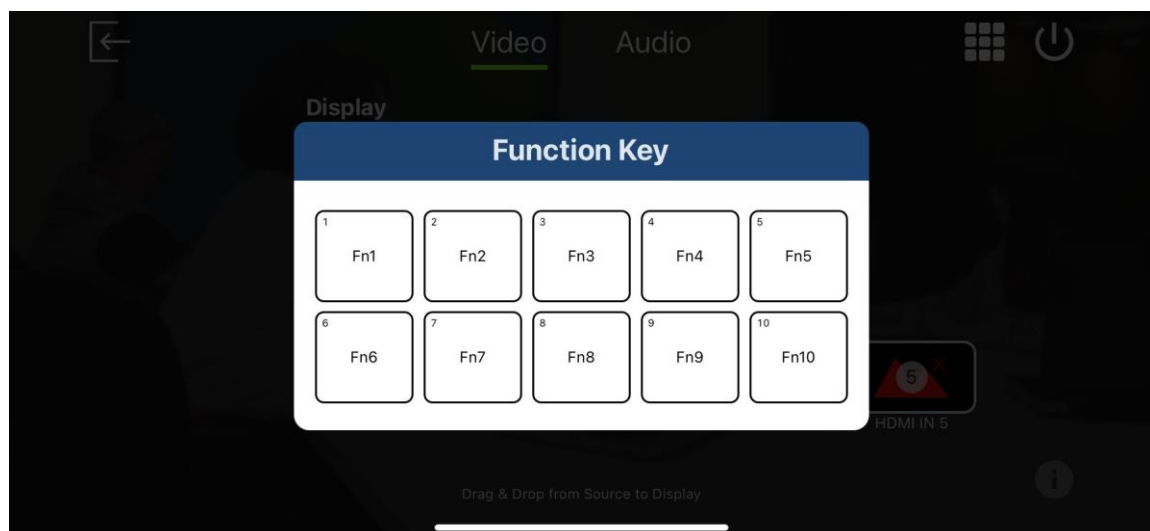 Video Audio
Display
Function Key
1 2 3 4 5
Fn1 Fn2 Fn3 Fn4 Fn5
6 7 8 9 10
Fn6 Fn7 Fn8 Fn9 Fn10
5
HDMI IN 5
Drag & Drop from Source to Display
i